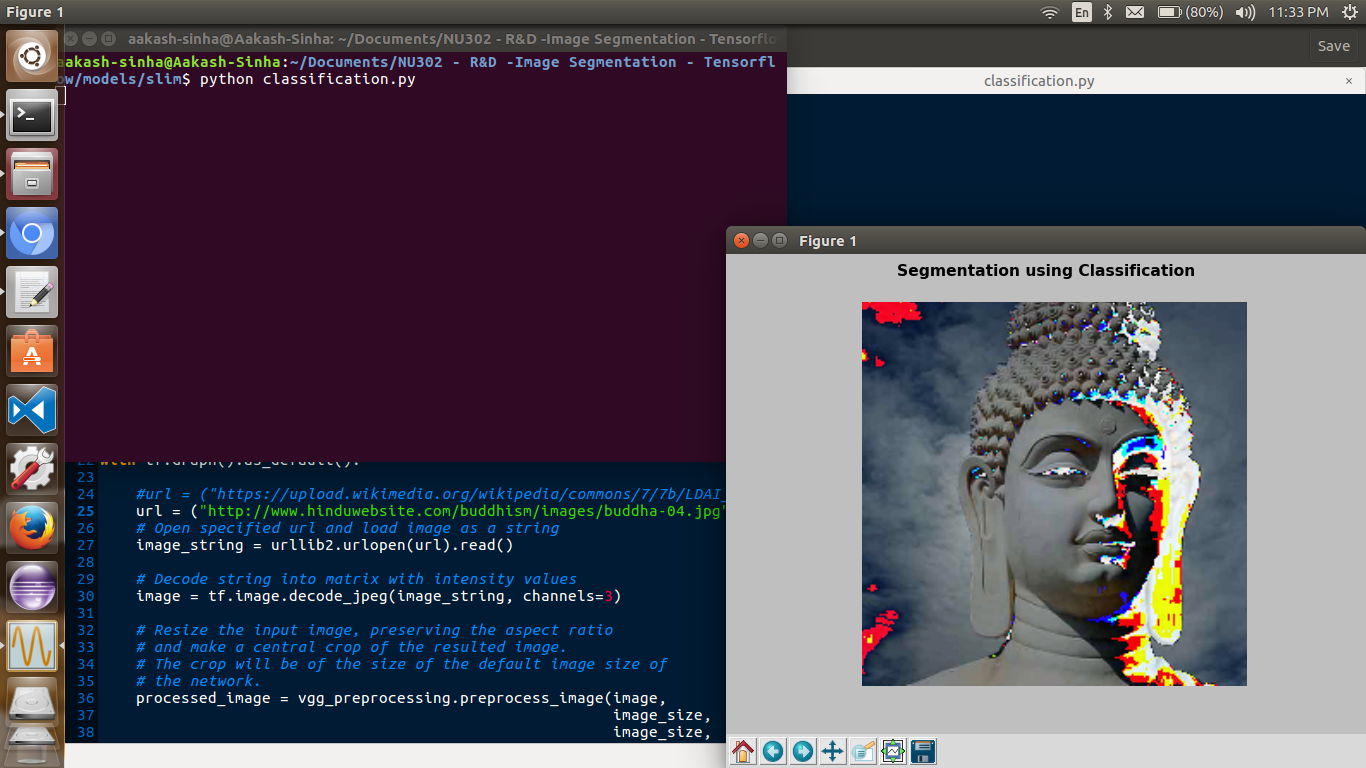 Figure 1
En
(80%)
11:33 PM
aakash-sinha@Aakash-Sinha: ~/Documents/NU302 - R&D -Image Segmentation - Tensorflo
Save
aakash-sinha@Aakash-Sinha:~/Documents/NU302 - R&D -Image Segmentation - Tensorfl
ow/models/slim$ python classification.py
classification.py
Figure 1
Segmentation using Classification
22 with tf.Graph().as_default():
23
24 #url = ("https://upload.wikimedia.org/wikipedia/commons/7/7b/LDAI_
25 url = ("http://www.hinduwebsite.com/buddhism/images/buddha-04.jpg"
26 # Open specified url and load image as a string
27 image_string = urllib2.urlopen(url).read()
28
29 # Decode string into matrix with intensity values
30 image = tf.image.decode_jpeg(image_string, channels=3)
31
32 # Resize the input image, preserving the aspect ratio
33 # and make a central crop of the resulted image.
34 # The crop will be of the size of the default image size of
35 # the network.
36 processed_image = vgg_preprocessing.preprocess_image(image,
37 image_size,
38 image_size,